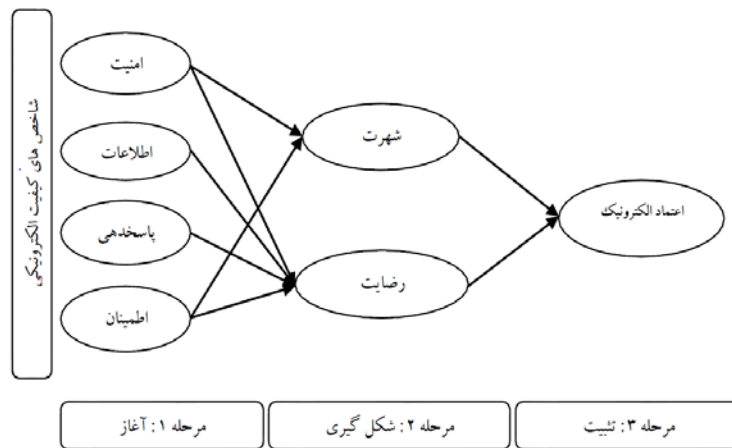 شاخص های کیفیت الکترونیکی
امنیت
اطلاعات
پاسخدهی
اطمینان
شهرت
رضایت
اعتماد الکترونیک
مرحله ۱: آغاز
مرحله ۲: شکل گیری
مرحله ۳: تثبیت